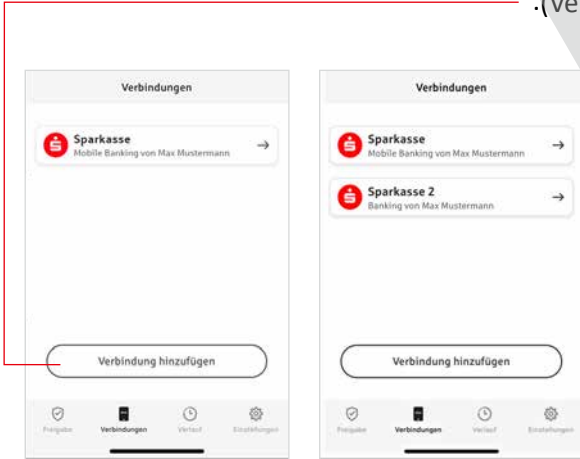 Verbindungen
Sparkasse
Mobile Banking von Max Mustermann
Verbindung hinzufügen
Freigabe Verbindungen Verlauf Einstellungen
Verbindungen
Sparkasse
Mobile Banking von Max Mustermann
Sparkasse 2
Banking von Max Mustermann
Verbindung hinzufügen
Freigabe Verbindungen Verlauf Einstellungen